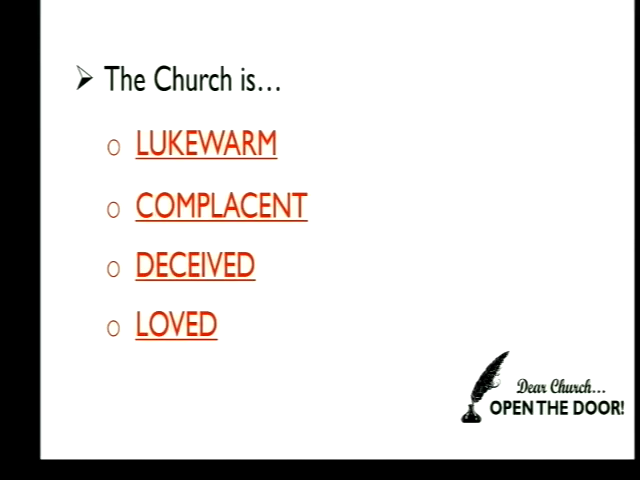 The Church is...
LUKEWARM
COMPLACENT
DECEIVED
LOVED
Dear Church...
OPEN THE DOOR!